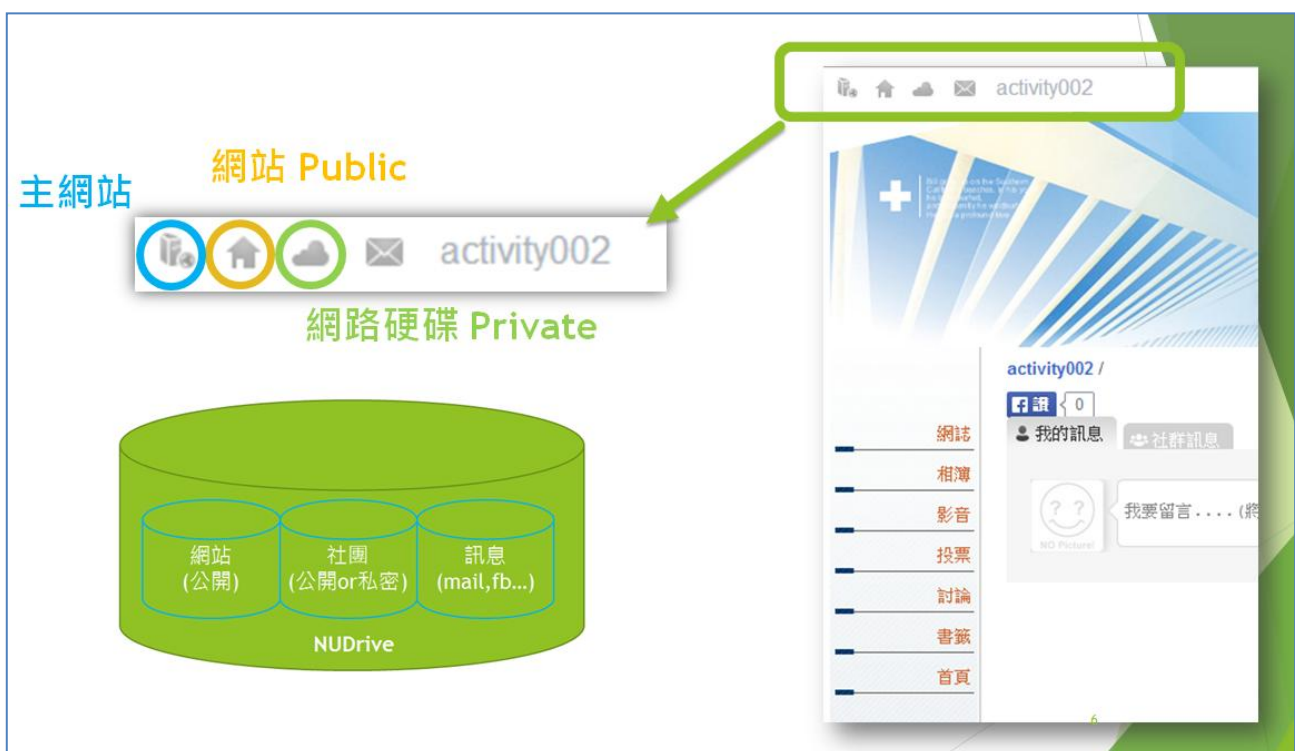 activity002
主網站
網站 Public
activity002
網路硬碟 Private
網站
(公開)
社團
(公開or私密)
訊息
(mail,fb...)
NUDrive
activity002 /
讚 0
我的訊息
社群訊息
NO Picture!
我要留言....(將
網誌
相簿
影音
投票
討論
書籤
首頁
6